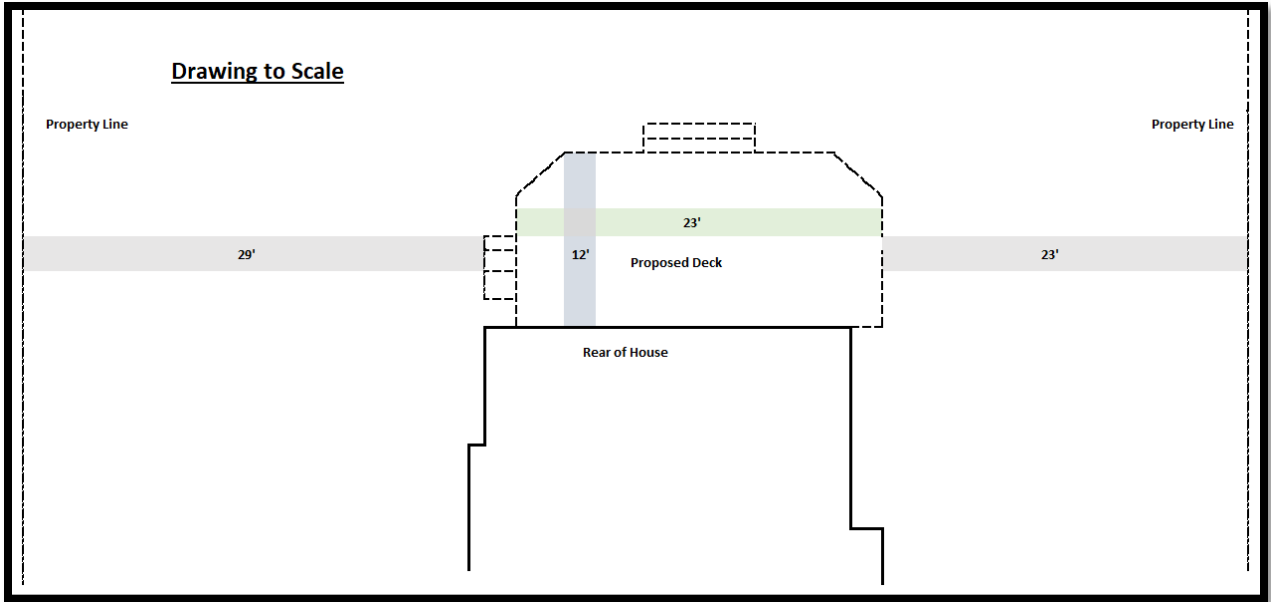 Drawing to Scale
Property Line
Property Line
23'
29'
12'
Proposed Deck
23'
Rear of House